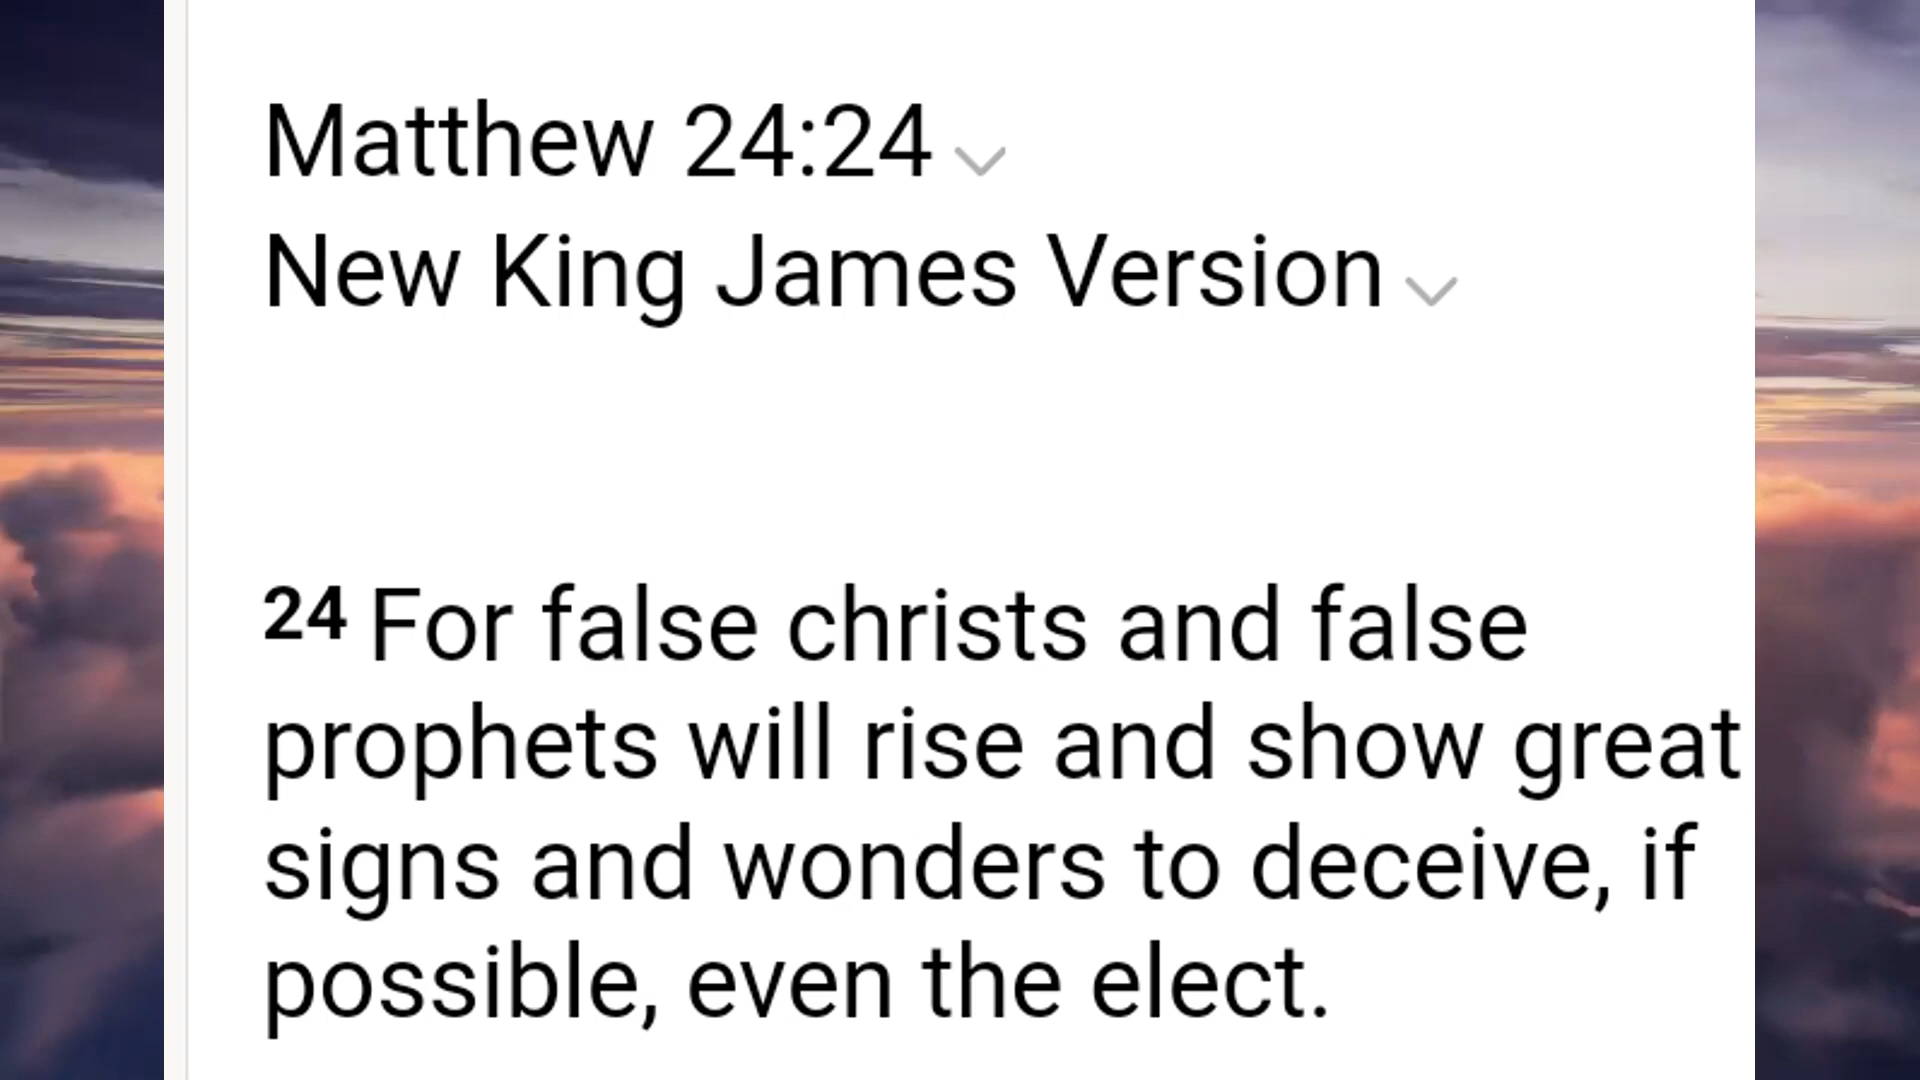 Matthew 24:24
New King James Version
24 For false christs and false
prophets will rise and show great
signs and wonders to deceive, if
possible, even the elect.